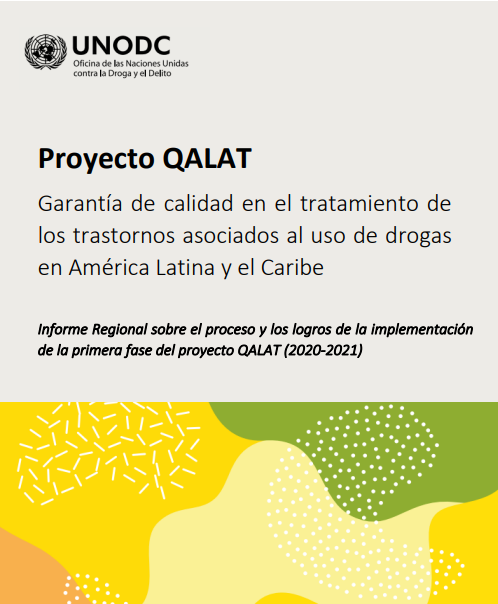 UNODC
Oficina de las Naciones Unidas
contra la Droga y el Delito
Proyecto QALAT
Garantía de calidad en el tratamiento de
los trastornos asociados al uso de drogas
en América Latina y el Caribe
Informe Regional sobre el proceso y los logros de la implementación
de la primera fase del proyecto QALAT (2020-2021)